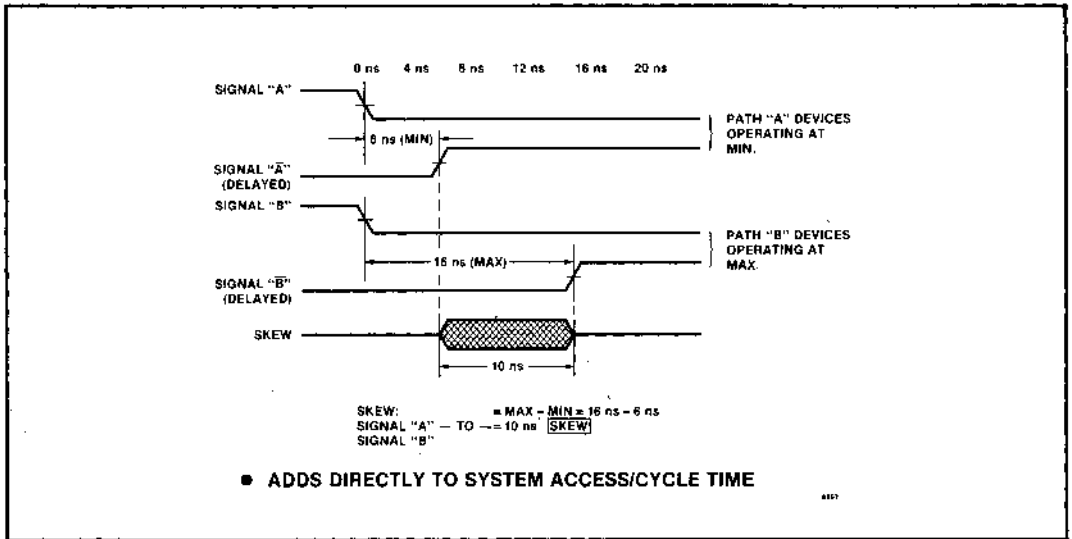 0 ns 4 ns 8 ns 12 ns 16 ns 20 ns
SIGNAL "A"
PATH "A" DEVICES
OPERATING AT
MIN.
6 ns (MIN)
SIGNAL "A̅"
(DELAYED)
SIGNAL "B"
PATH "B" DEVICES
OPERATING AT
MAX.
16 ns (MAX)
SIGNAL "B̅"
(DELAYED)
SKEW
10 ns
SKEW: = MAX – MIN = 16 ns – 6 ns
SIGNAL "A" — TO — = 10 ns SKEW
SIGNAL "B"
● ADDS DIRECTLY TO SYSTEM ACCESS/CYCLE TIME